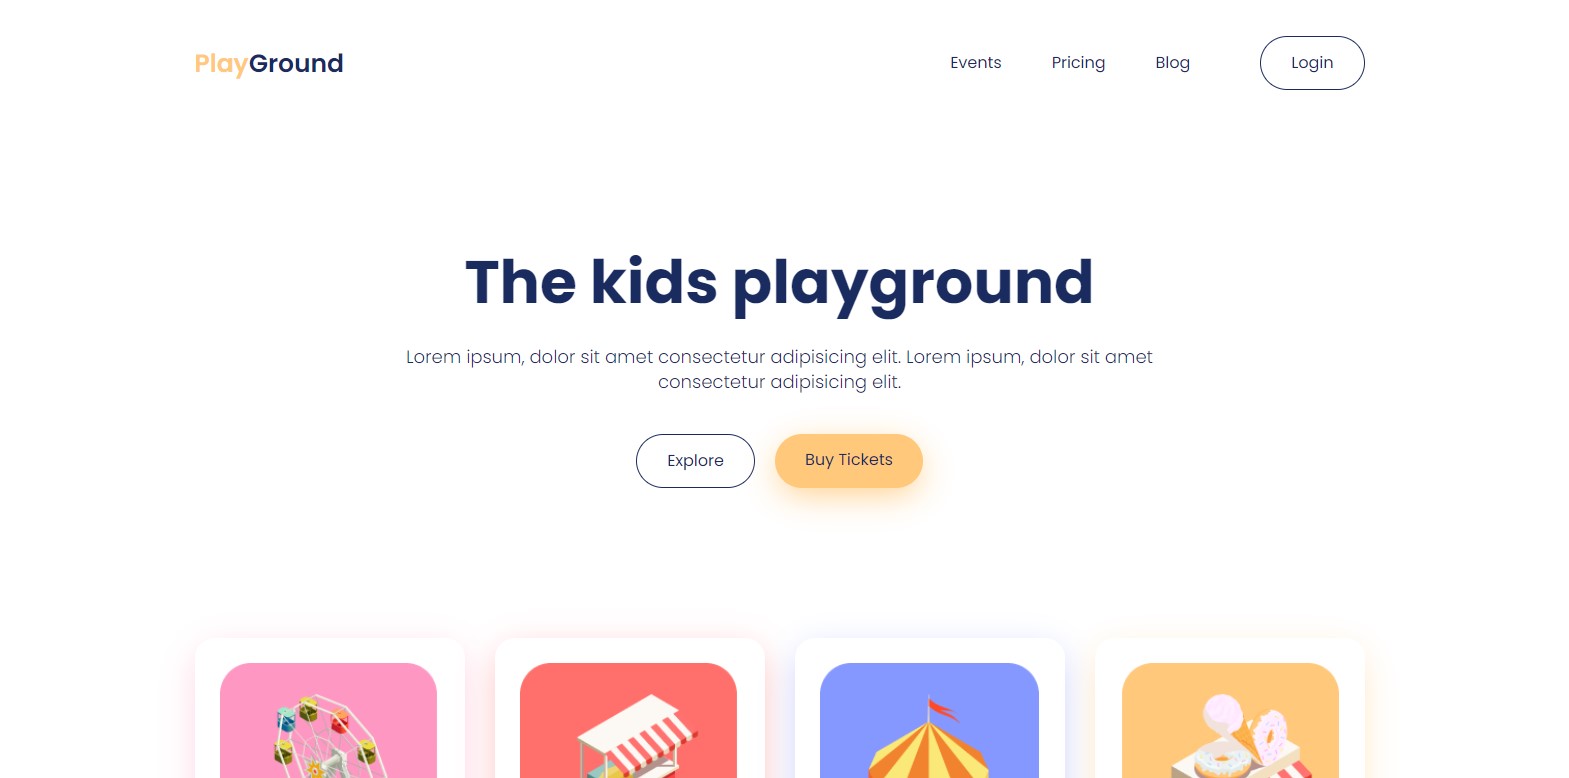 PlayGround
Events
Pricing
Blog
Login
The kids playground
Lorem ipsum, dolor sit amet consectetur adipisicing elit. Lorem ipsum, dolor sit amet
consectetur adipisicing elit.
Explore
Buy Tickets